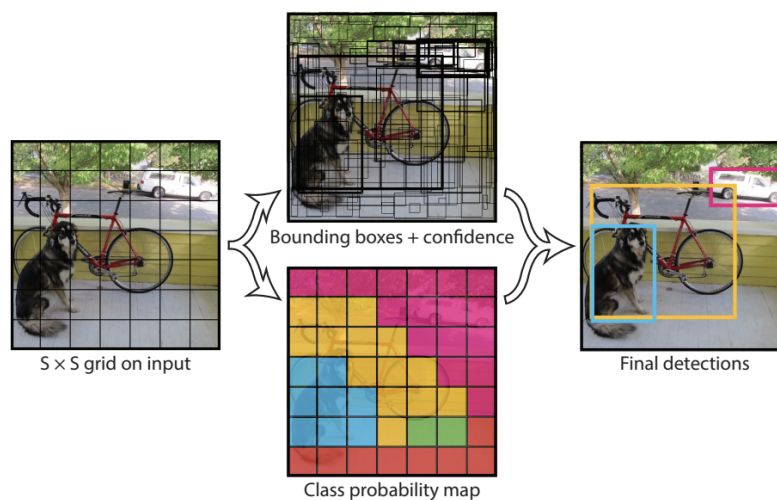 Bounding boxes + confidence
S × S grid on input
Final detections
Class probability map